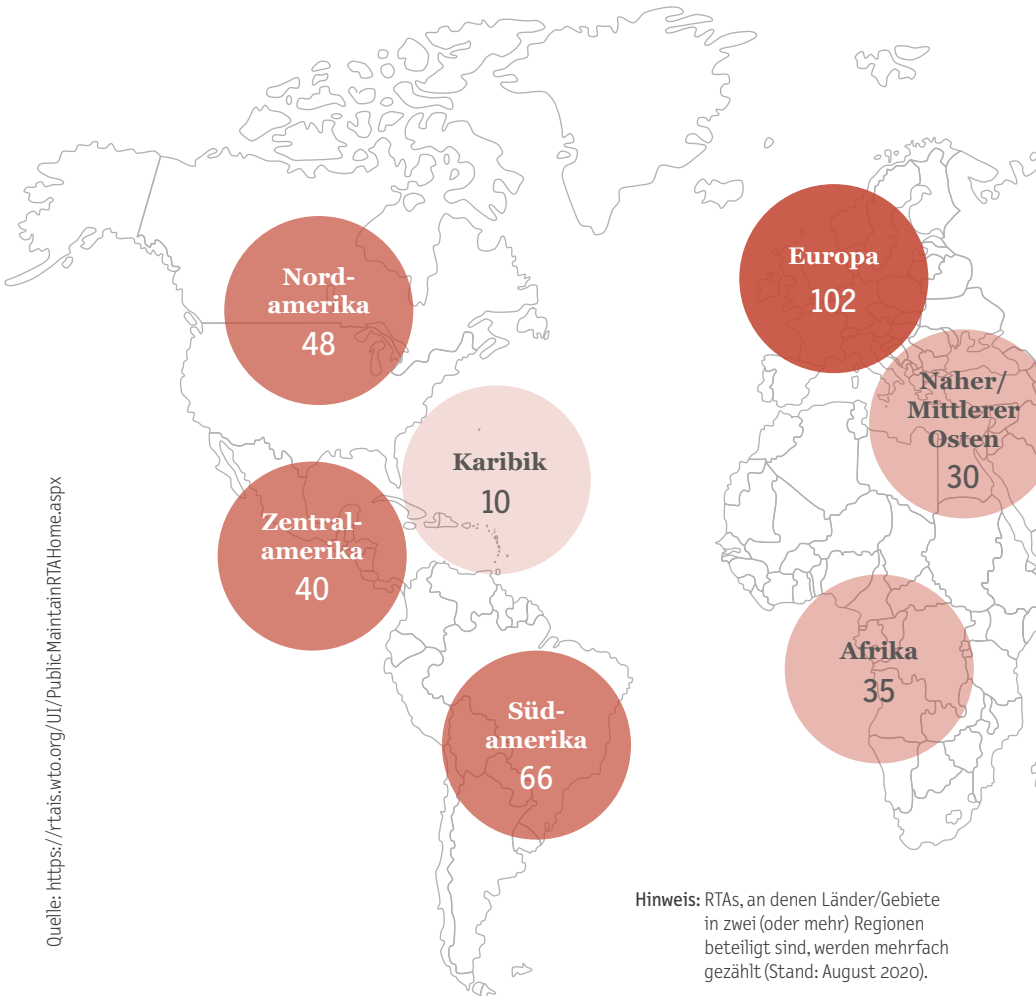 Nord-
amerika
48
Europa
102
Naher/
Mittlerer
Osten
30
Karibik
10
Zentral-
amerika
40
Afrika
35
Süd-
amerika
66
Quelle: https://rtais.wto.org/UI/PublicMaintainRTAHome.aspx
Hinweis: RTAs, an denen Länder/Gebiete
in zwei (oder mehr) Regionen
beteiligt sind, werden mehrfach
gezählt (Stand: August 2020).